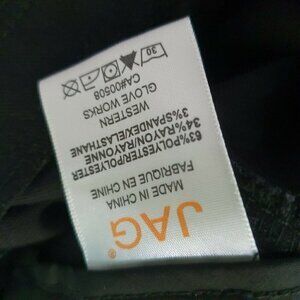 JAG®
MADE IN CHINA
FABRIQUE EN CHINE
63%POLYESTER/POLYESTER
34%RAYON/RAYONNE
3%SPANDEX/ELASTHANE
WESTERN
GLOVE WORKS
CA#00508
30